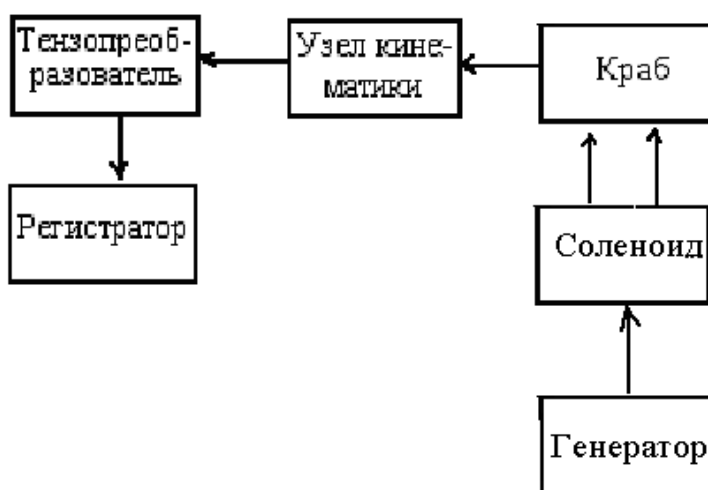 Тензопреоб-
разователь
Узел кине-
матики
Краб
Регистратор
Соленоид
Генератор